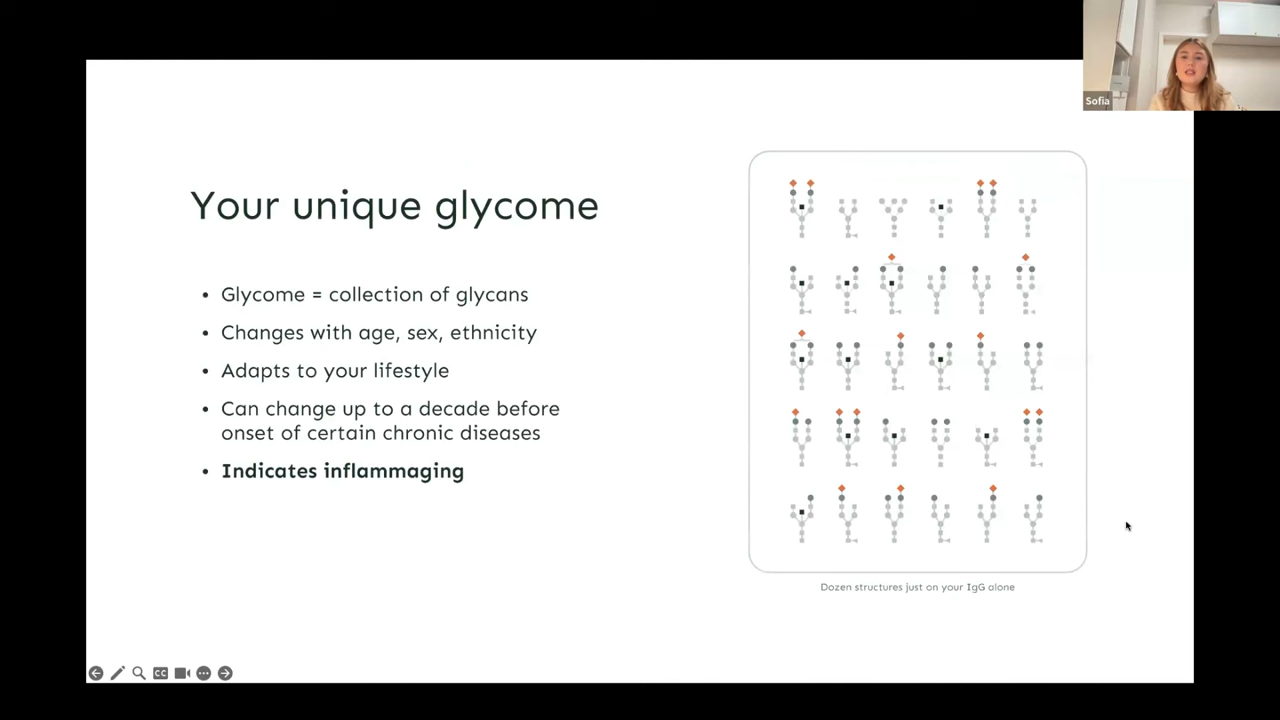 Sofia
Your unique glycome
• Glycome = collection of glycans
• Changes with age, sex, ethnicity
• Adapts to your lifestyle
• Can change up to a decade before
onset of certain chronic diseases
• Indicates inflammaging
Dozen structures just on your IgG alone
CC